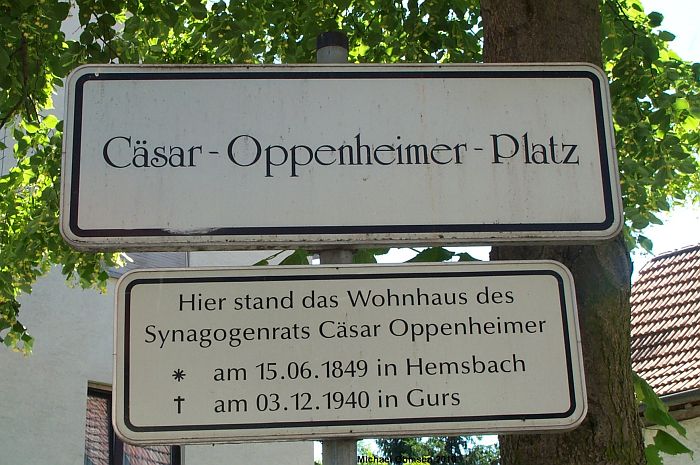 Cäsar - Oppenheimer - Platz
Hier stand das Wohnhaus des
Synagogenrats Cäsar Oppenheimer
* am 15.06.1849 in Hemsbach
† am 03.12.1940 in Gurs
Michael